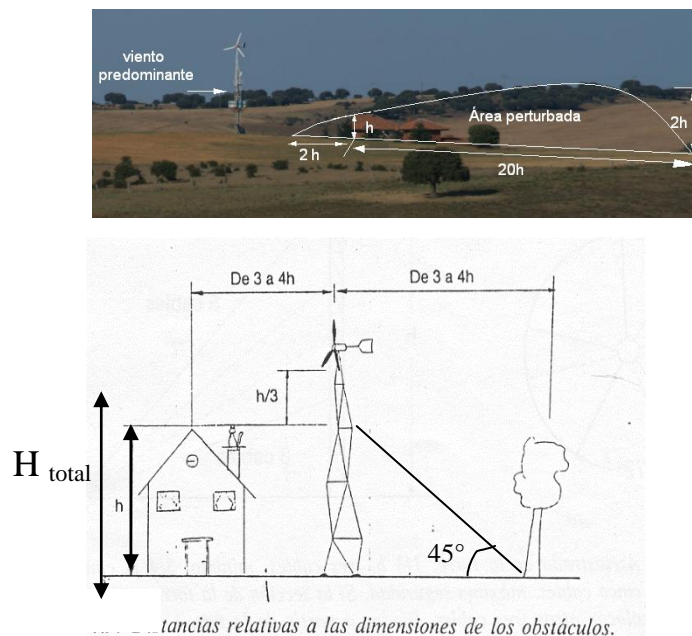 viento
predominante
h
Área perturbada
2h
2 h
20h
De 3 a 4h
De 3 a 4h
h/3
H total
h
45°
tancias relativas a las dimensiones de los obstáculos.